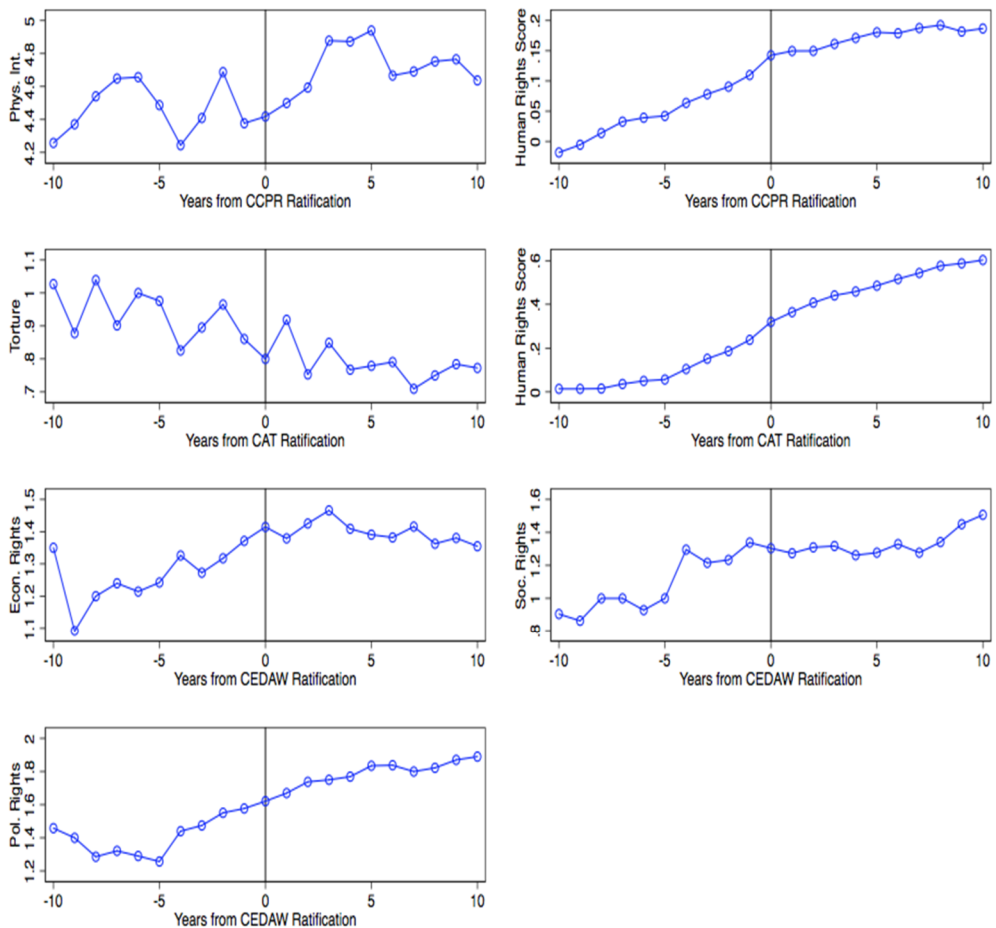 Phys. Int.
4.2 4.4 4.6 4.8 5
-10 -5 0 5 10
Years from CCPR Ratification
Human Rights Score
0 .05 .1 .15 .2
-10 -5 0 5 10
Years from CCPR Ratification
Torture
.7 .8 .9 1 1.1
-10 -5 0 5 10
Years from CAT Ratification
Human Rights Score
0 .2 .4 .6
-10 -5 0 5 10
Years from CAT Ratification
Econ. Rights
1.1 1.2 1.3 1.4 1.5
-10 -5 0 5 10
Years from CEDAW Ratification
Soc. Rights
.8 1 1.2 1.4 1.6
-10 -5 0 5 10
Years from CEDAW Ratification
Pol. Rights
1.2 1.4 1.6 1.8 2
-10 -5 0 5 10
Years from CEDAW Ratification